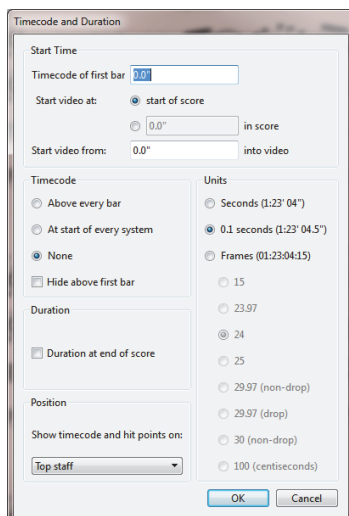 Timecode and Duration
Start Time
Timecode of first bar 0.0"
Start video at: start of score
0.0" in score
Start video from: 0.0" into video
Timecode
Above every bar
At start of every system
None
Hide above first bar
Duration
Duration at end of score
Position
Show timecode and hit points on:
Top staff
Units
Seconds (1:23' 04")
0.1 seconds (1:23' 04.5")
Frames (01:23:04:15)
15
23.97
24
25
29.97 (non-drop)
29.97 (drop)
30 (non-drop)
100 (centiseconds)
OK Cancel